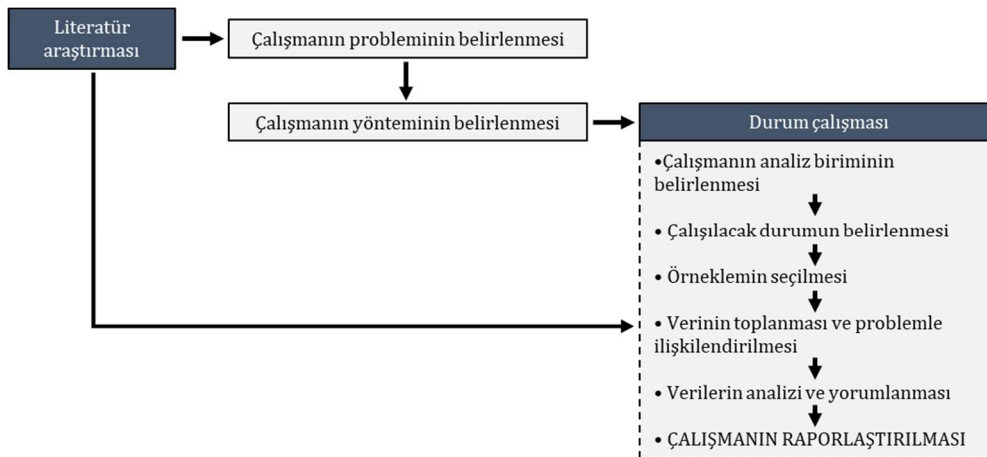 Literatür
araştırması
Çalışmanın probleminin belirlenmesi
Çalışmanın yönteminin belirlenmesi
Durum çalışması
•Çalışmanın analiz biriminin
belirlenmesi
• Çalışılacak durumun belirlenmesi
• Örneklemin seçilmesi
• Verinin toplanması ve problemle
ilişkilendirilmesi
• Verilerin analizi ve yorumlanması
• ÇALIŞMANIN RAPORLAŞTIRILMASI